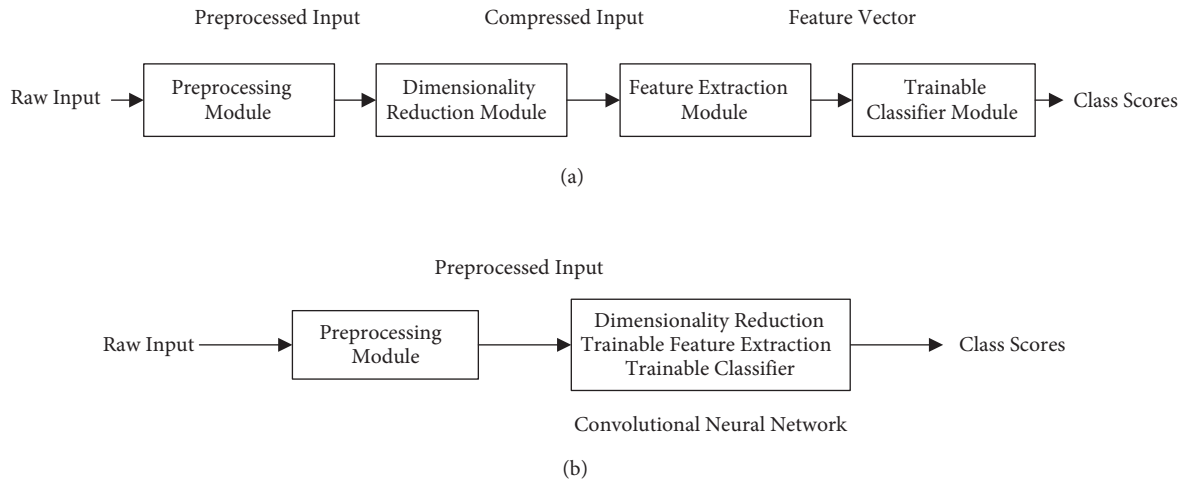 Preprocessed Input
Compressed Input
Feature Vector
Raw Input
Preprocessing
Module
Dimensionality
Reduction Module
Feature Extraction
Module
Trainable
Classifier Module
Class Scores
(a)
Preprocessed Input
Raw Input
Preprocessing
Module
Dimensionality Reduction
Trainable Feature Extraction
Trainable Classifier
Class Scores
Convolutional Neural Network
(b)